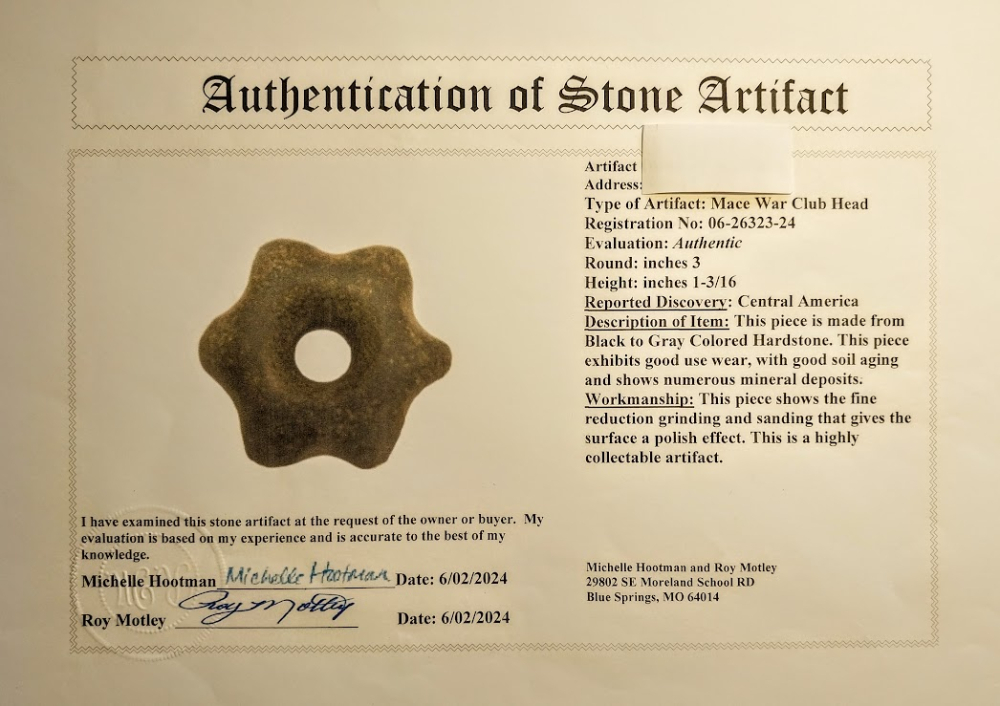 Authentication of Stone Artifact
Artifact
Address:
Type of Artifact: Mace War Club Head
Registration No: 06-26323-24
Evaluation: Authentic
Round: inches 3
Height: inches 1-3/16
Reported Discovery: Central America
Description of Item: This piece is made from
Black to Gray Colored Hardstone. This piece
exhibits good use wear, with good soil aging
and shows numerous mineral deposits.
Workmanship: This piece shows the fine
reduction grinding and sanding that gives the
surface a polish effect. This is a highly
collectable artifact.
I have examined this stone artifact at the request of the owner or buyer. My
evaluation is based on my experience and is accurate to the best of my
knowledge.
Michelle Hootman Michelle Hootman Date: 6/02/2024
Roy Motley Roy Motley Date: 6/02/2024
Michelle Hootman and Roy Motley
29802 SE Moreland School RD
Blue Springs, MO 64014